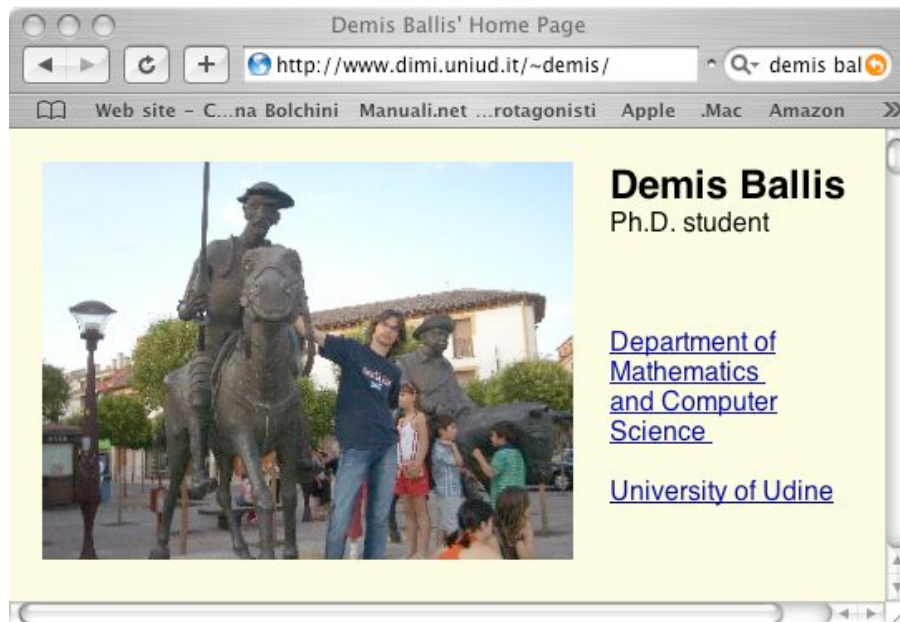 Demis Ballis' Home Page
http://www.dimi.uniud.it/~demis/
demis bal
Web site – C...na Bolchini Manuali.net ...rotagonisti Apple .Mac Amazon
Demis Ballis
Ph.D. student
Department of
Mathematics
and Computer
Science
University of Udine